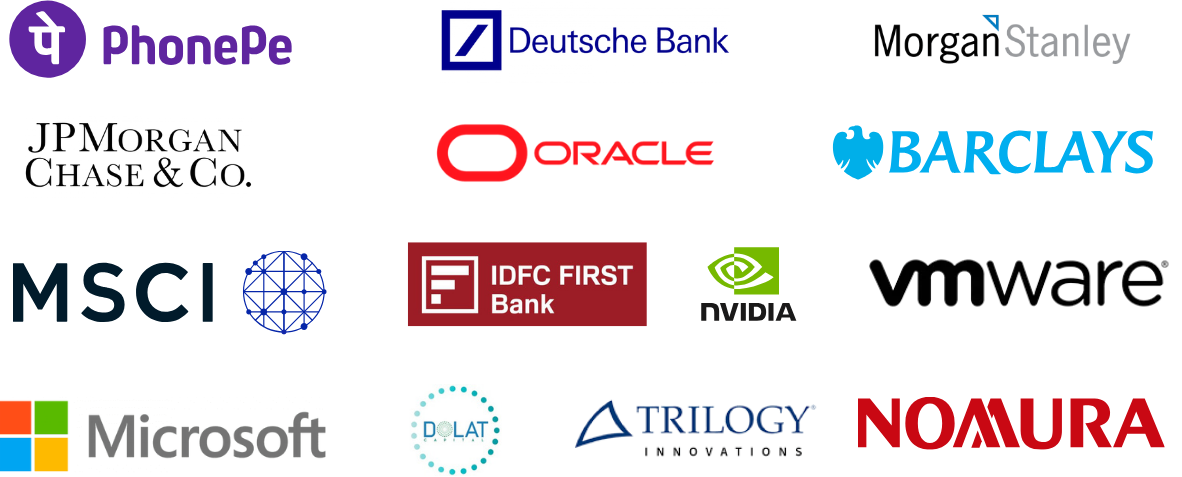 पे PhonePe
Deutsche Bank
Morgan Stanley
JPMORGAN
CHASE & CO.
ORACLE
BARCLAYS
MSCI
IDFC FIRST
Bank
NVIDIA
vmware®
Microsoft
DOLAT
CAPITAL
TRILOGY®
INNOVATIONS
NOMURA